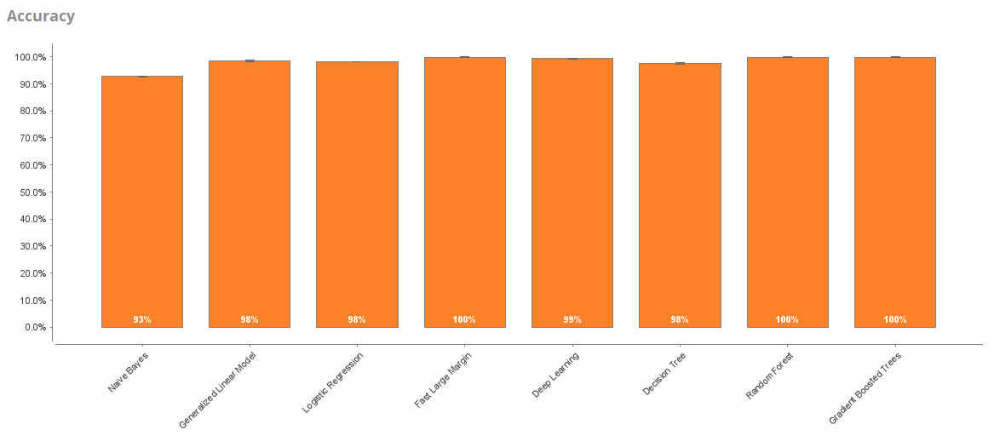 Accuracy
100.0%
90.0%
80.0%
70.0%
60.0%
50.0%
40.0%
30.0%
20.0%
10.0%
0.0%
93%
98%
98%
100%
99%
98%
100%
100%
Naive Bayes
Generalized Linear Model
Logistic Regression
Fast Large Margin
Deep Learning
Decision Tree
Random Forest
Gradient Boosted Trees